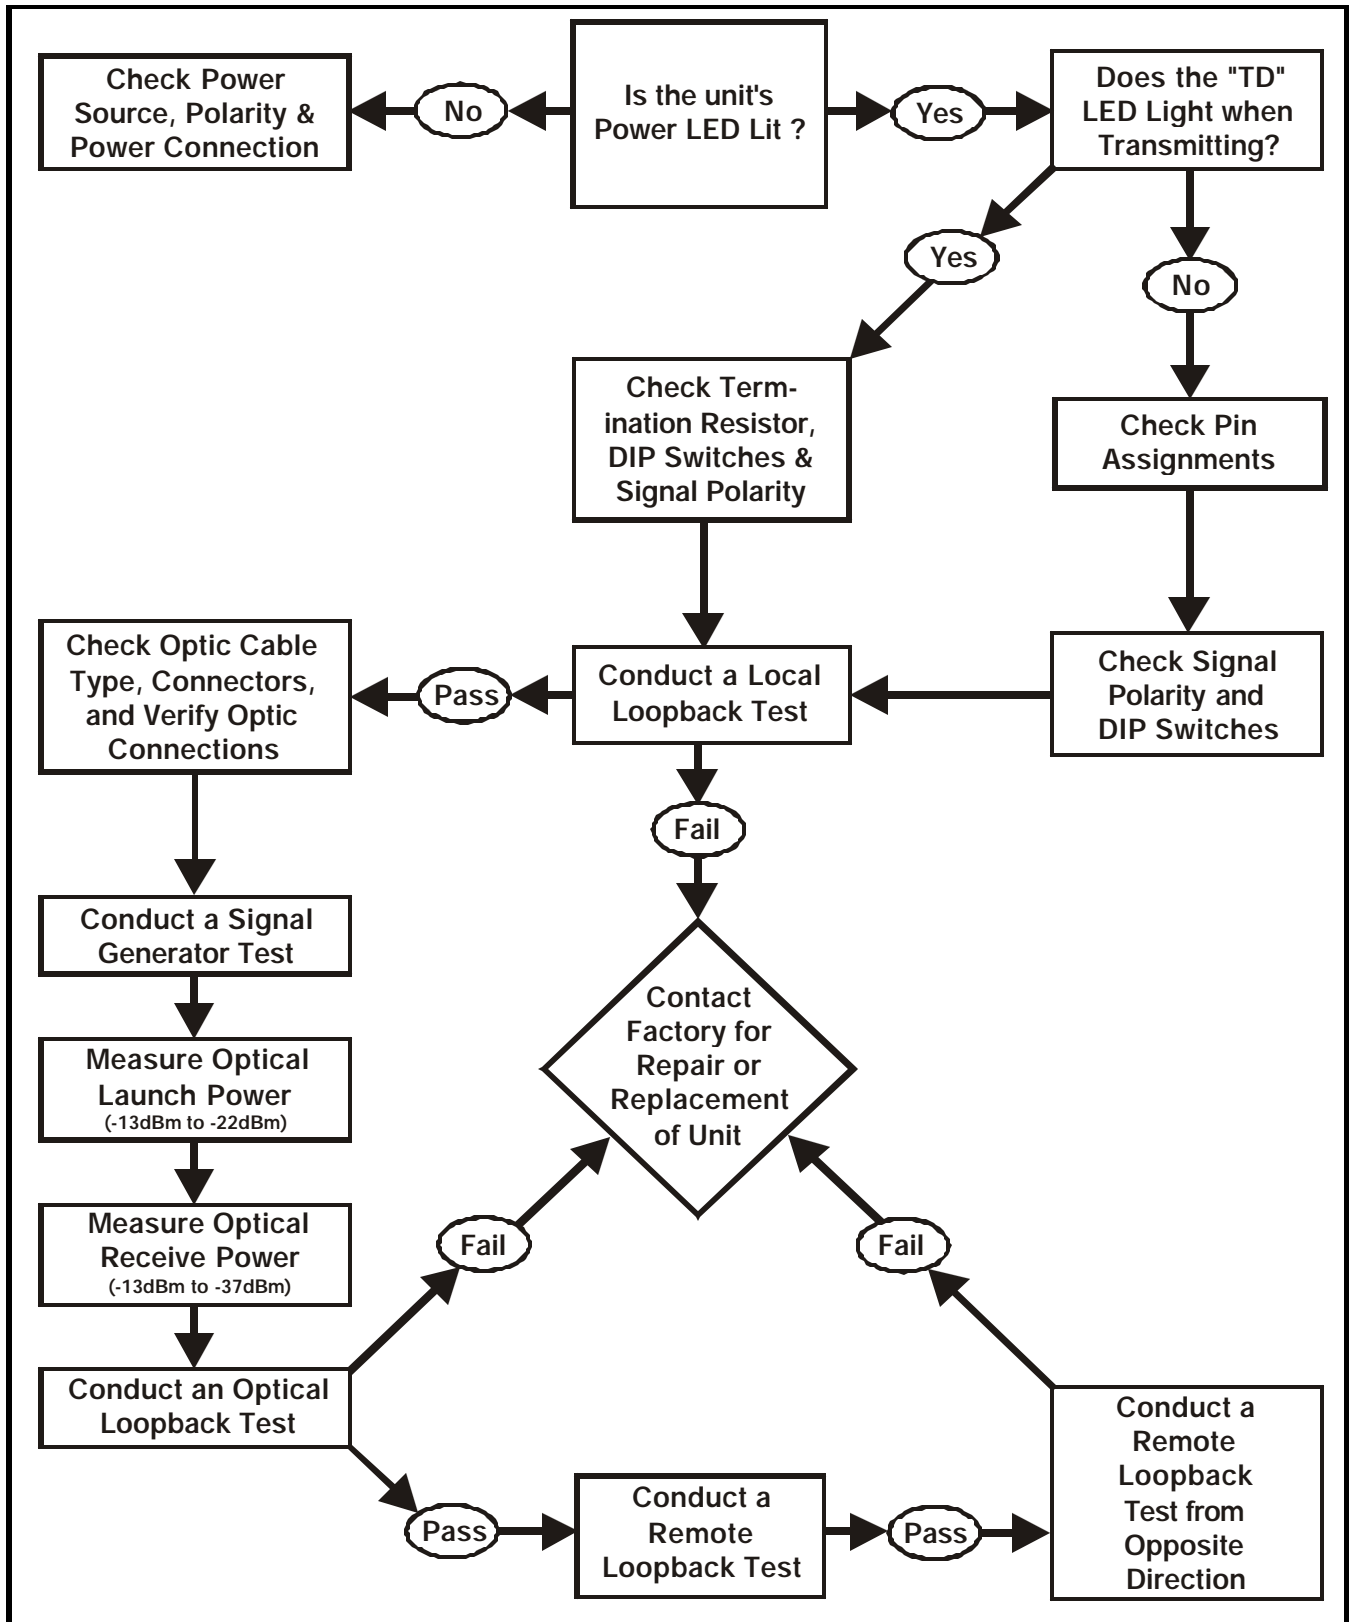 Check Power
Source, Polarity &
Power Connection
No
Is the unit's
Power LED Lit ?
Yes
Does the "TD"
LED Light when
Transmitting?
Yes
No
Check Term-
ination Resistor,
DIP Switches &
Signal Polarity
Check Pin
Assignments
Check Optic Cable
Type, Connectors,
and Verify Optic
Connections
Pass
Conduct a Local
Loopback Test
Check Signal
Polarity and
DIP Switches
Fail
Conduct a Signal
Generator Test
Contact
Factory for
Repair or
Replacement
of Unit
Measure Optical
Launch Power
(-13dBm to -22dBm)
Measure Optical
Receive Power
(-13dBm to -37dBm)
Fail
Fail
Conduct an Optical
Loopback Test
Pass
Conduct a
Remote
Loopback Test
Pass
Conduct a
Remote
Loopback
Test from
Opposite
Direction